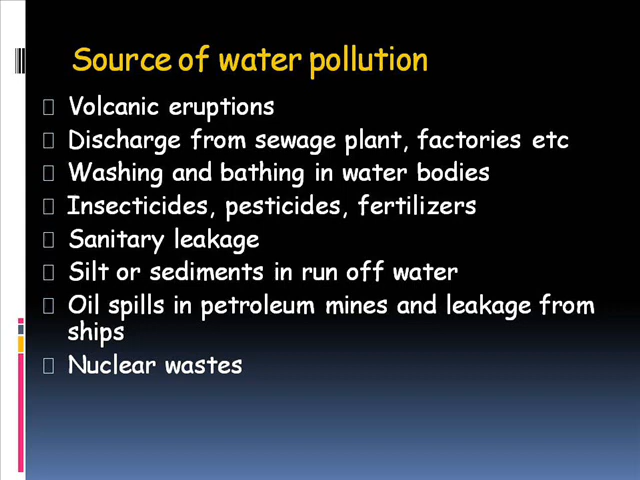 Source of water pollution
Volcanic eruptions
Discharge from sewage plant, factories etc
Washing and bathing in water bodies
Insecticides, pesticides, fertilizers
Sanitary leakage
Silt or sediments in run off water
Oil spills in petroleum mines and leakage from
ships
Nuclear wastes